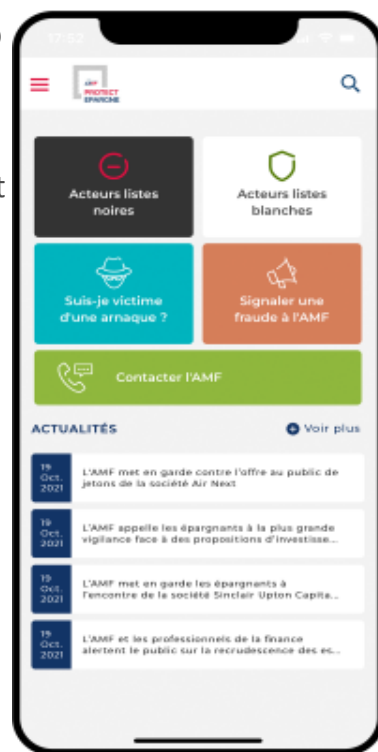 17:52
AMF
PROTECT
EPARGNE
Acteurs listes
noires
Acteurs listes
blanches
Suis-je victime
d'une arnaque ?
Signaler une
fraude à l'AMF
Contacter l'AMF
ACTUALITÉS
Voir plus
19
Oct.
2021
L'AMF met en garde contre l'offre au public de
jetons de la société Air Next
19
Oct.
2021
L'AMF appelle les épargnants à la plus grande
vigilance face à des propositions d'investisse...
19
Oct.
2021
L'AMF met en garde les épargnants à
l'encontre de la société Sinclair Upton Capita...
19
Oct.
2021
L'AMF et les professionnels de la finance
alertent le public sur la recrudescence des es...